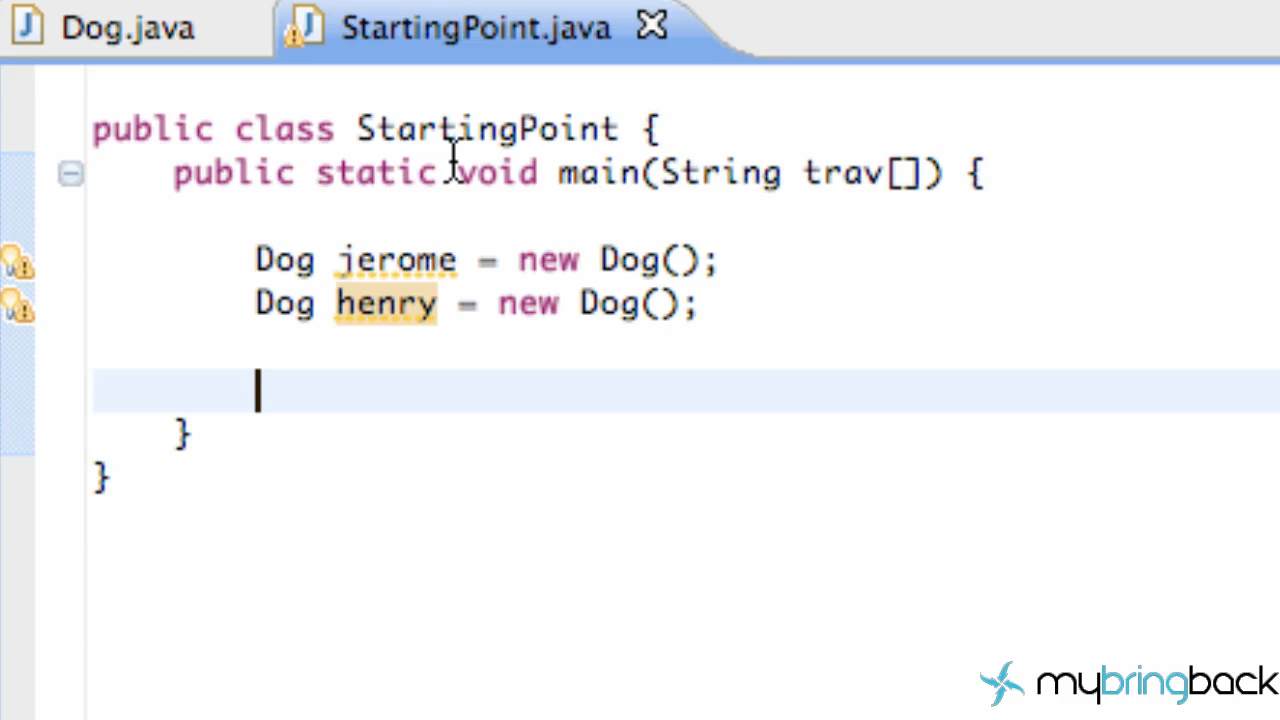 Dog.java
StartingPoint.java
public class StartingPoint {
public static void main(String trav[]) {
Dog jerome = new Dog();
Dog henry = new Dog();
}
}
mybringback